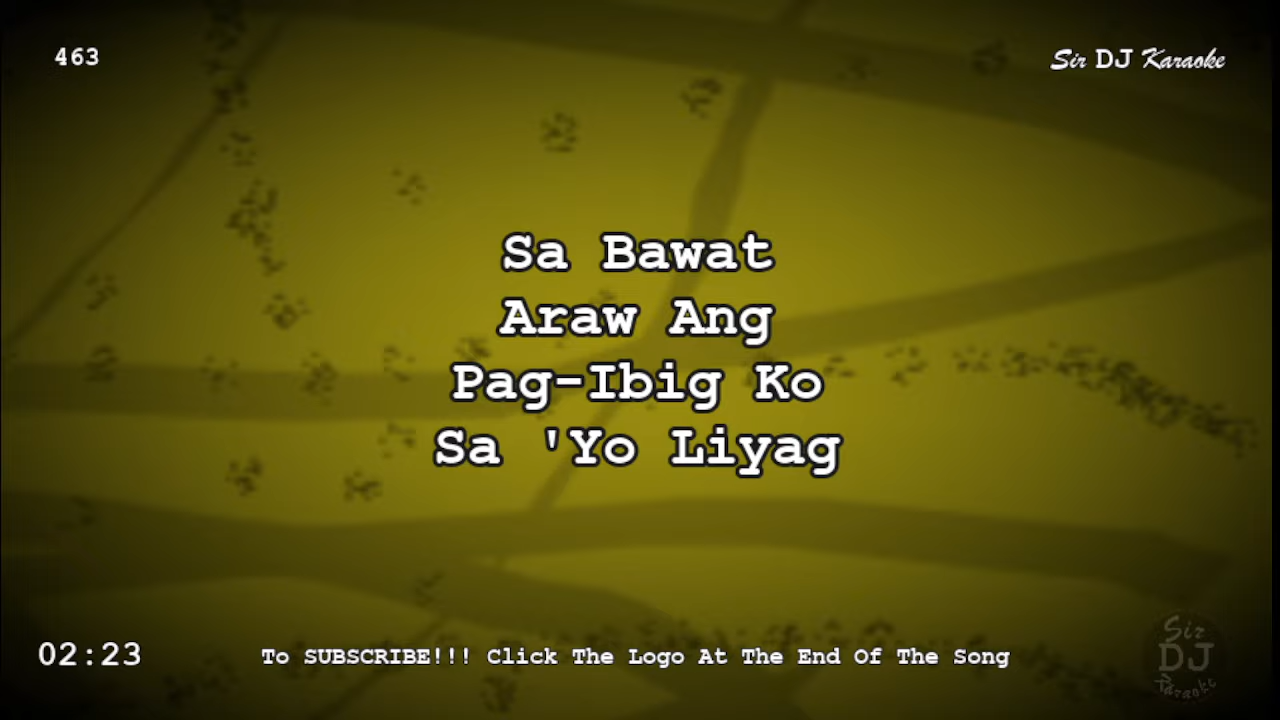 463
Sir DJ Karaoke
Sa Bawat
Araw Ang
Pag-Ibig Ko
Sa 'Yo Liyag
02:23
To SUBSCRIBE!!! Click The Logo At The End Of The Song
Sir
DJ
Karaoke